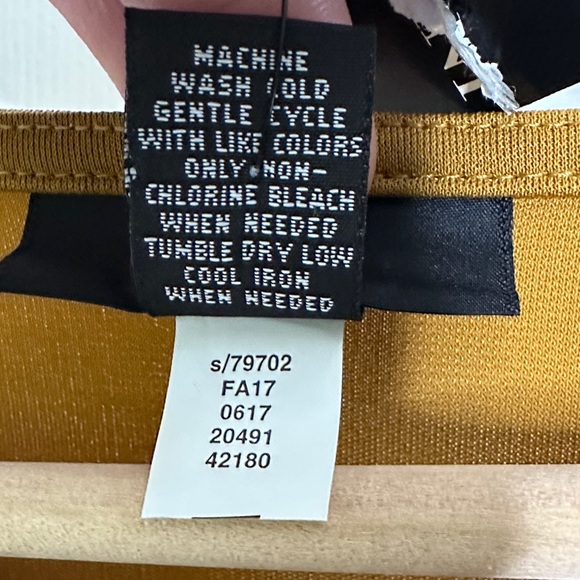 MACHINE
WASH COLD
GENTLE CYCLE
WITH LIKE COLORS
ONLY NON-
CHLORINE BLEACH
WHEN NEEDED
TUMBLE DRY LOW
COOL IRON
WHEN NEEDED
s/79702
FA17
0617
20491
42180